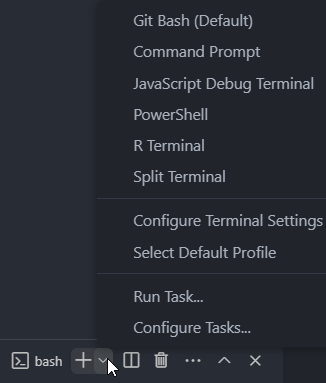 Git Bash (Default)
Command Prompt
JavaScript Debug Terminal
PowerShell
R Terminal
Split Terminal
Configure Terminal Settings
Select Default Profile
Run Task...
Configure Tasks...
bash